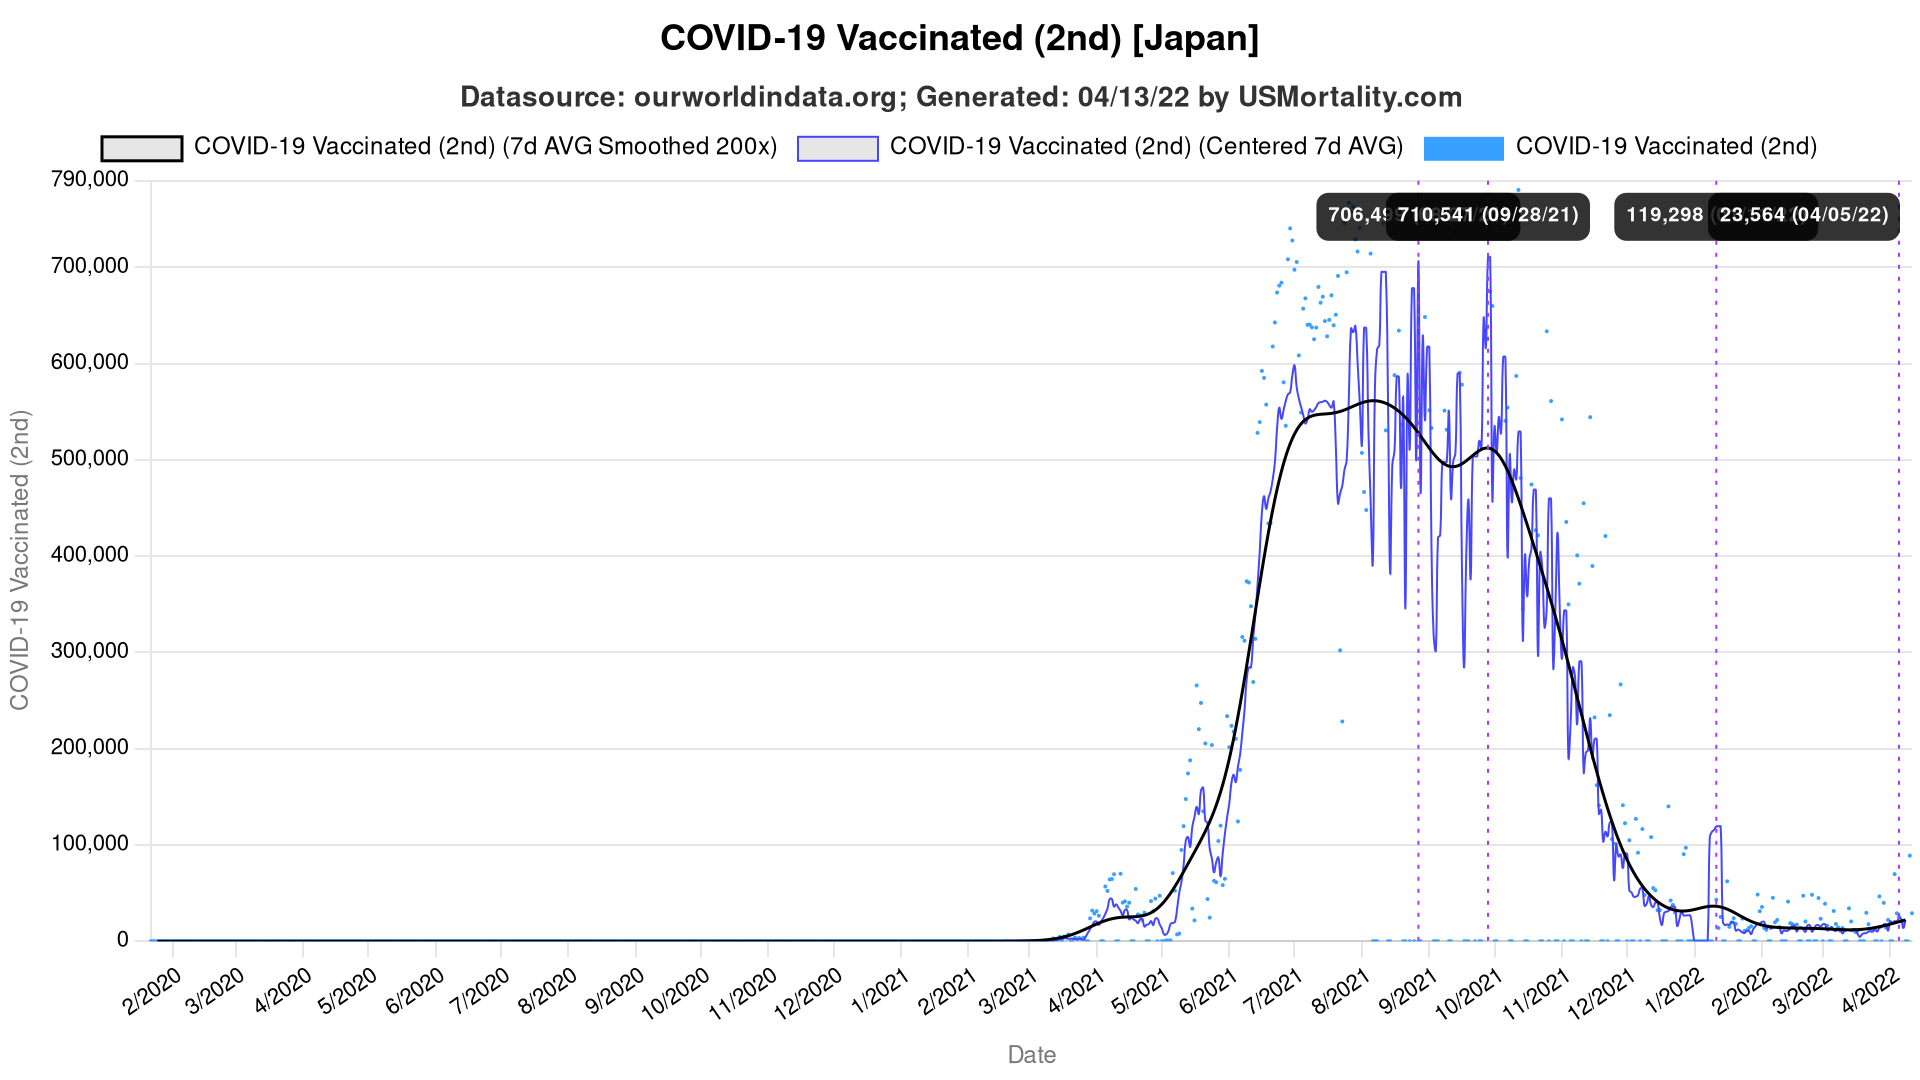 COVID-19 Vaccinated (2nd) [Japan]
Datasource: ourworldindata.org; Generated: 04/13/22 by USMortality.com
COVID-19 Vaccinated (2nd) (7d AVG Smoothed 200x) COVID-19 Vaccinated (2nd) (Centered 7d AVG) COVID-19 Vaccinated (2nd)
790,000
706,49 710,541 (09/28/21) 119,298 23,564 (04/05/22)
700,000
600,000
500,000
400,000
300,000
200,000
100,000
0
COVID-19 Vaccinated (2nd)
2/2020 3/2020 4/2020 5/2020 6/2020 7/2020 8/2020 9/2020 10/2020 11/2020 12/2020 1/2021 2/2021 3/2021 4/2021 5/2021 6/2021 7/2021 8/2021 9/2021 10/2021 11/2021 12/2021 1/2022 2/2022 3/2022 4/2022
Date